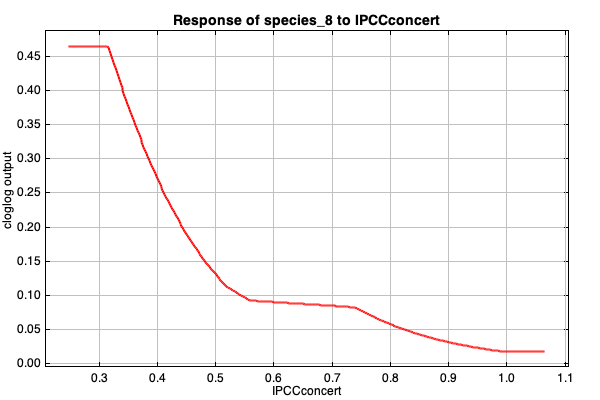 Response of species_8 to IPCCconcert
cloglog output
0.45
0.40
0.35
0.30
0.25
0.20
0.15
0.10
0.05
0.00
0.3 0.4 0.5 0.6 0.7 0.8 0.9 1.0 1.1
IPCCconcert